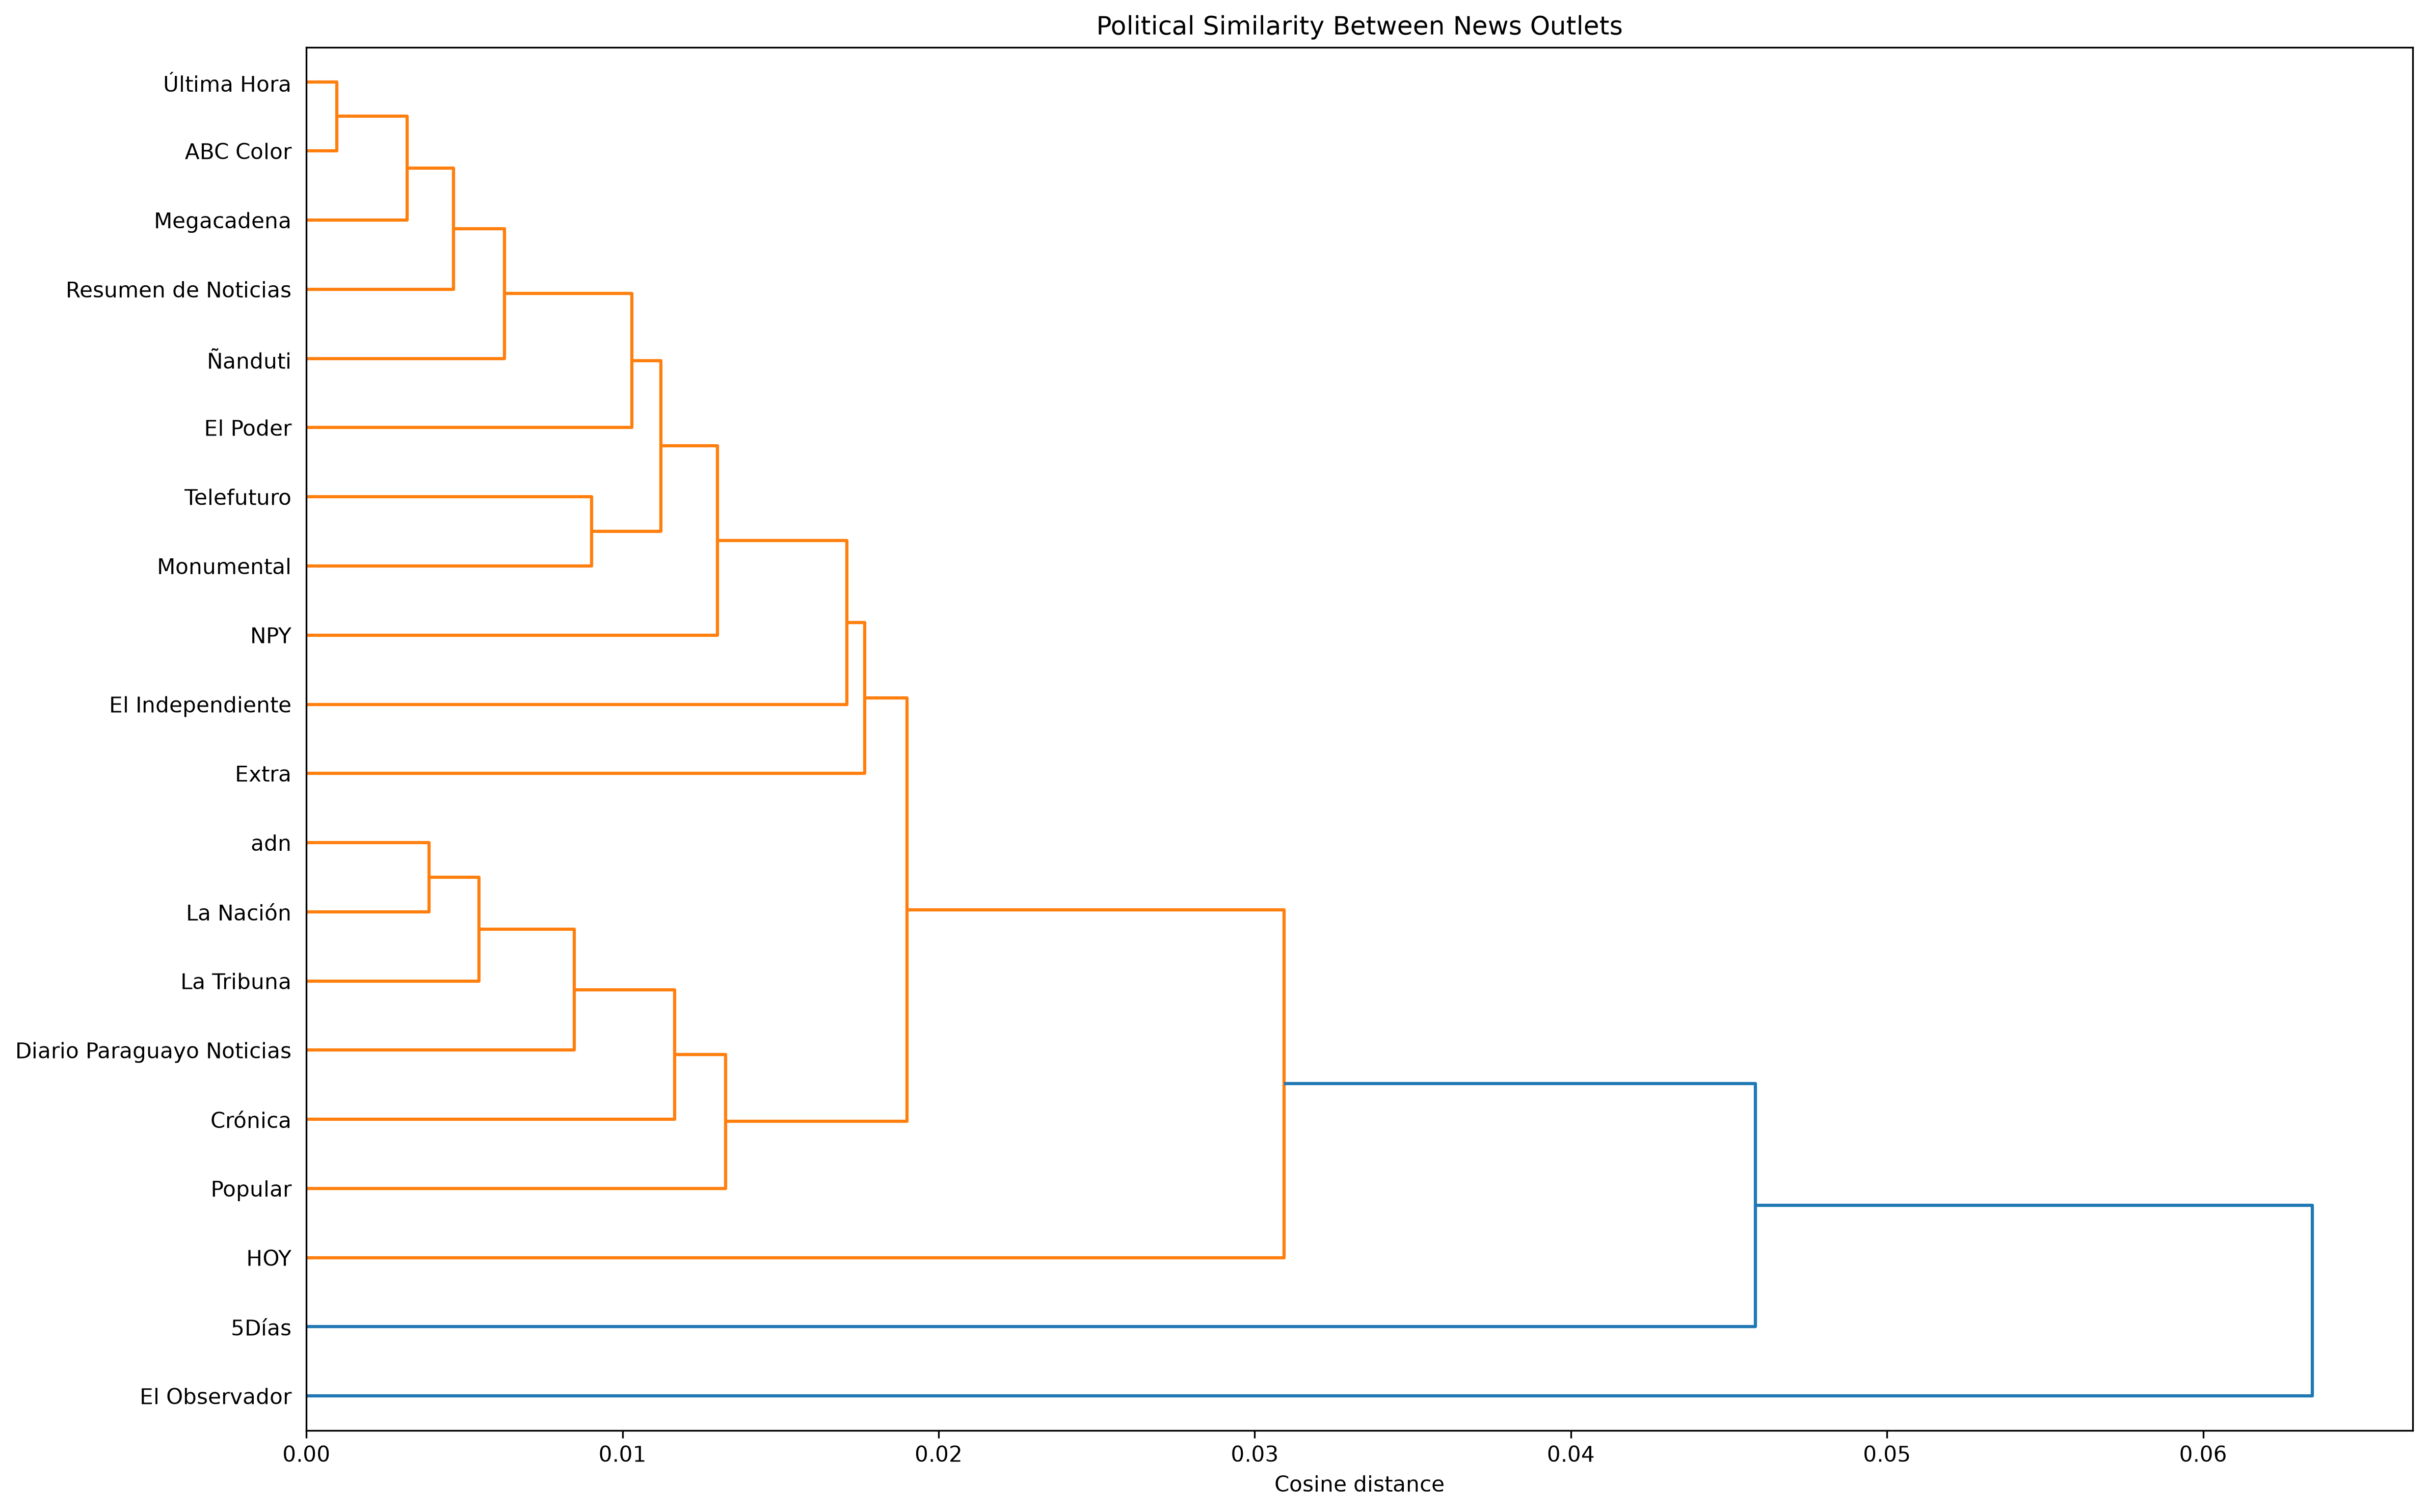 Political Similarity Between News Outlets
Última Hora
ABC Color
Megacadena
Resumen de Noticias
Ñanduti
El Poder
Telefuturo
Monumental
NPY
El Independiente
Extra
adn
La Nación
La Tribuna
Diario Paraguayo Noticias
Crónica
Popular
HOY
5Días
El Observador
0.00 0.01 0.02 0.03 0.04 0.05 0.06
Cosine distance